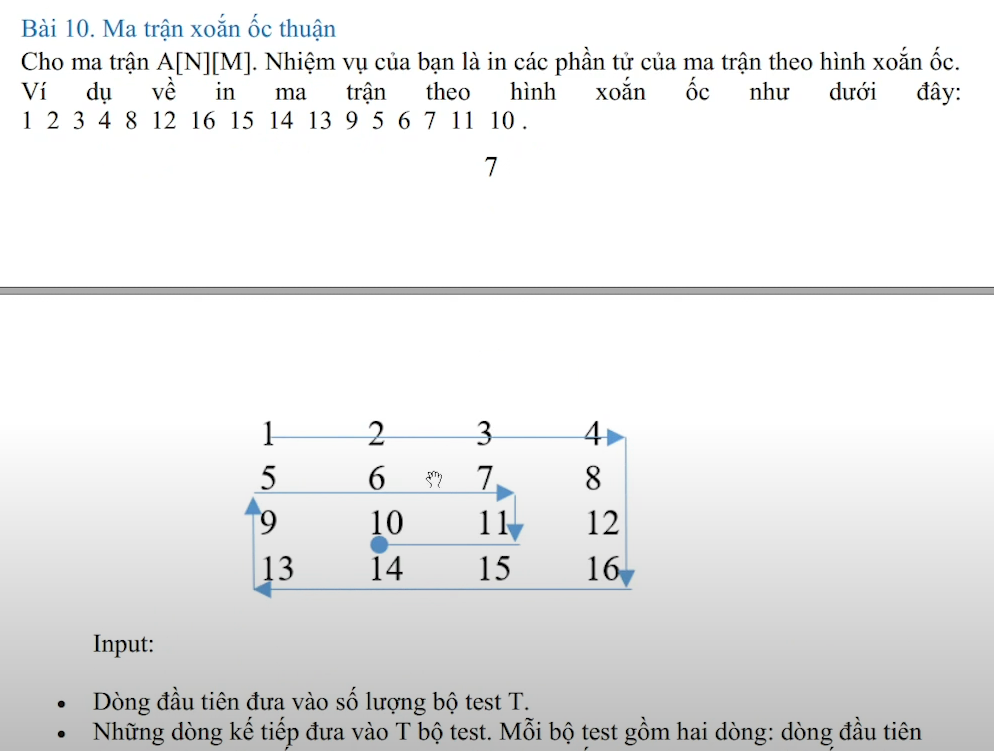 Bài 10. Ma trận xoắn ốc thuận
Cho ma trận A[N][M]. Nhiệm vụ của bạn là in các phần tử của ma trận theo hình xoắn ốc.
Ví dụ về in ma trận theo hình xoắn ốc như dưới đây:
1 2 3 4 8 12 16 15 14 13 9 5 6 7 11 10 .
7
1 2 3 4
5 6 7 8
9 10 11 12
13 14 15 16
Input:
• Dòng đầu tiên đưa vào số lượng bộ test T.
• Những dòng kế tiếp đưa vào T bộ test. Mỗi bộ test gồm hai dòng: dòng đầu tiên